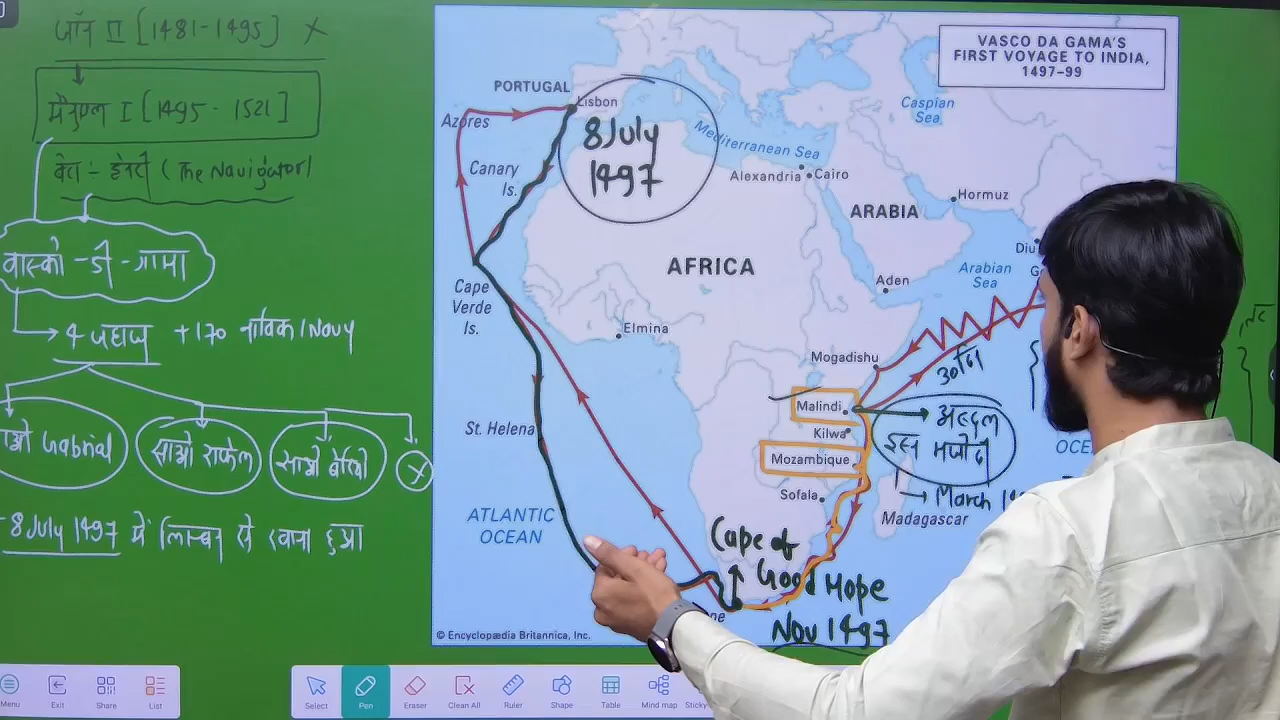 जॉन II [1481-1495] X
मैनुएल I [1495 - 1521]
बेटा - हेनरी (The Navigator)
वास्को - डी - गामा
4 जहाज +170 नाविक / Navy
Gabrial
साओ राफेल
साओ बेरियो
X
8 July 1497 में लिस्बन से रवाना हुआ
VASCO DA GAMA'S
FIRST VOYAGE TO INDIA,
1497-99
PORTUGAL
Lisbon
Azores
8 July
1497
Caspian
Sea
Mediterranean Sea
Canary
Is.
Alexandria
Cairo
Hormuz
ARABIA
AFRICA
Diu
Arabian
Sea
Aden
Cape
Verde
Is.
Elmina
Mogadishu
30 दिन
Malindi
अब्दुल
Kilwa
मजीद
St. Helena
Mozambique
Sofala
March
Madagascar
ATLANTIC
OCEAN
Cape of
Good Hope
Nov 1497
© Encyclopædia Britannica, Inc.
Menu
Exit
Share
List
Select
Pen
Eraser
Clean All
Ruler
Shape
Table
Mind map
Sticky